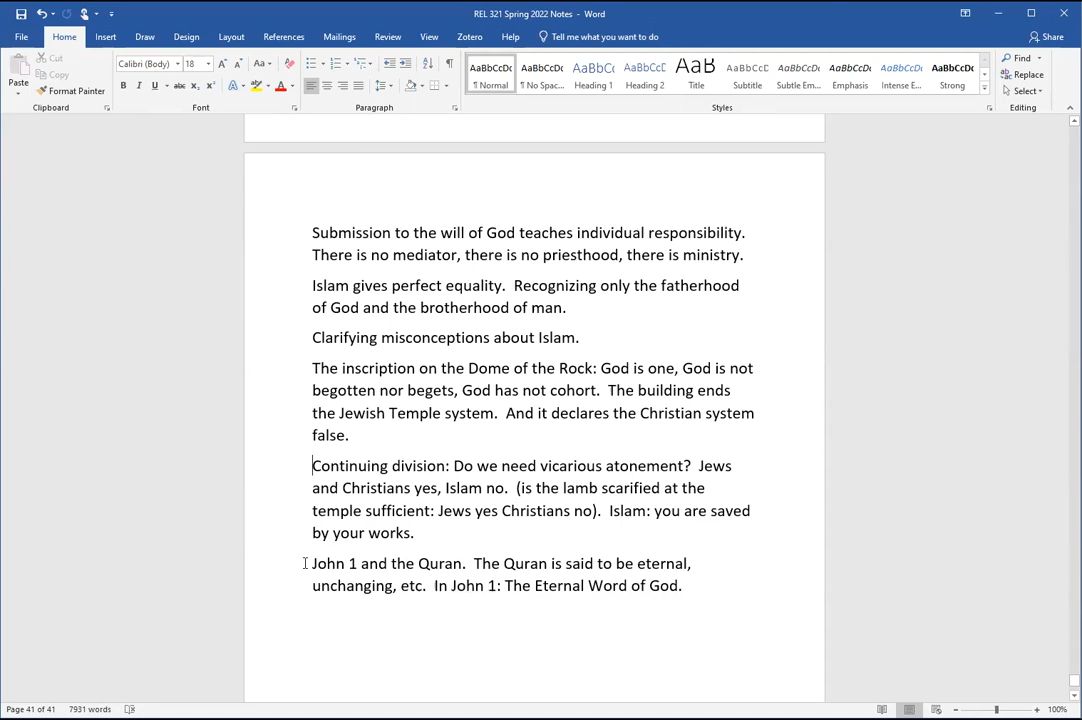 REL 321 Spring 2022 Notes - Word
File Home Insert Draw Design Layout References Mailings Review View Zotero Help Tell me what you want to do Share
Paste Cut Copy Format Painter
Calibri (Body) 18 A A Aa
B I U abc X₂ X² A A
AaBbCcDc AaBbCcDc AaBbCc AaBbCcD AaB AaBbCcD AaBbCcDc AaBbCcDc AaBbCcDc AaBbCcDc
¶ Normal ¶ No Spac... Heading 1 Heading 2 Title Subtitle Subtle Em... Emphasis Intense E... Strong
Find
Replace
Select
Clipboard Font Paragraph Styles Editing
Submission to the will of God teaches individual responsibility.
There is no mediator, there is no priesthood, there is ministry.
Islam gives perfect equality. Recognizing only the fatherhood
of God and the brotherhood of man.
Clarifying misconceptions about Islam.
The inscription on the Dome of the Rock: God is one, God is not
begotten nor begets, God has not cohort. The building ends
the Jewish Temple system. And it declares the Christian system
false.
Continuing division: Do we need vicarious atonement? Jews
and Christians yes, Islam no. (is the lamb scarified at the
temple sufficient: Jews yes Christians no). Islam: you are saved
by your works.
John 1 and the Quran. The Quran is said to be eternal,
unchanging, etc. In John 1: The Eternal Word of God.
Page 41 of 41 7931 words 100%